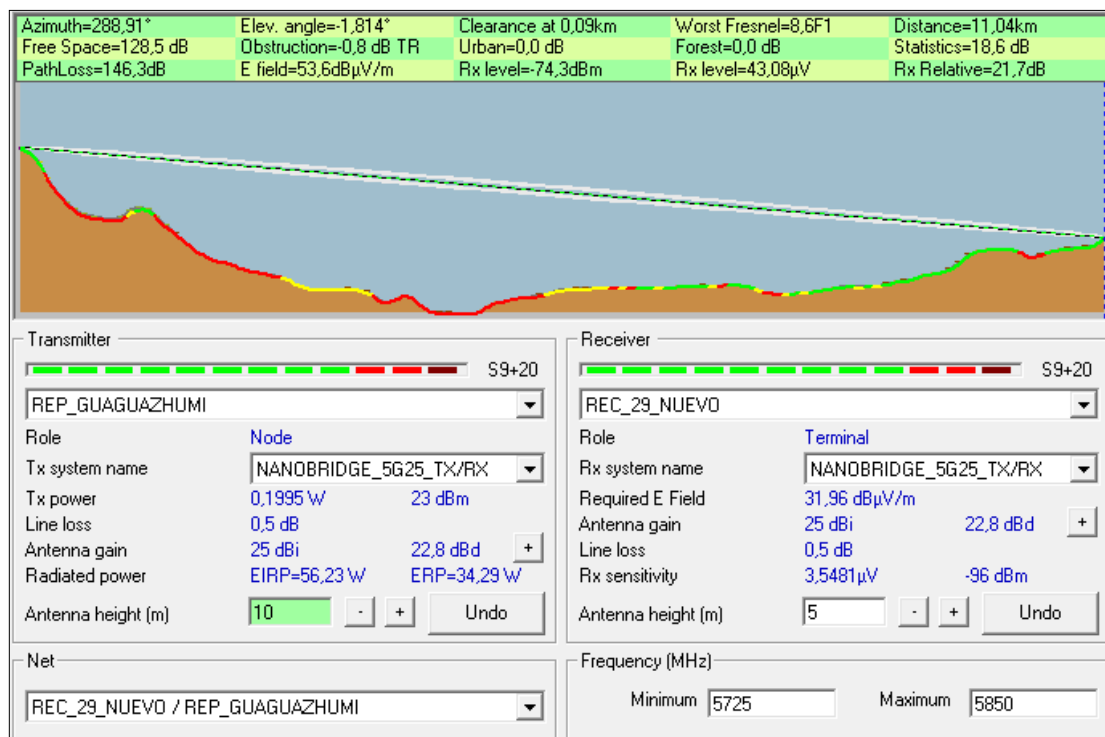 Azimuth=288,91° Elev. angle=-1,814° Clearance at 0,09km Worst Fresnel=8,6F1 Distance=11,04km
Free Space=128,5 dB Obstruction=-0,8 dB TR Urban=0,0 dB Forest=0,0 dB Statistics=18,6 dB
PathLoss=146,3dB E field=53,6dBµV/m Rx level=-74,3dBm Rx level=43,08µV Rx Relative=21,7dB
Transmitter
S9+20
REP_GUAGUAZHUMI
Role Node
Tx system name NANOBRIDGE_5G25_TX/RX
Tx power 0,1995 W 23 dBm
Line loss 0,5 dB
Antenna gain 25 dBi 22,8 dBd +
Radiated power EIRP=56,23 W ERP=34,29 W
Antenna height (m) 10 - + Undo
Net
REC_29_NUEVO / REP_GUAGUAZHUMI
Receiver
S9+20
REC_29_NUEVO
Role Terminal
Rx system name NANOBRIDGE_5G25_TX/RX
Required E Field 31,96 dBµV/m
Antenna gain 25 dBi 22,8 dBd +
Line loss 0,5 dB
Rx sensitivity 3,5481µV -96 dBm
Antenna height (m) 5 - + Undo
Frequency (MHz)
Minimum 5725 Maximum 5850